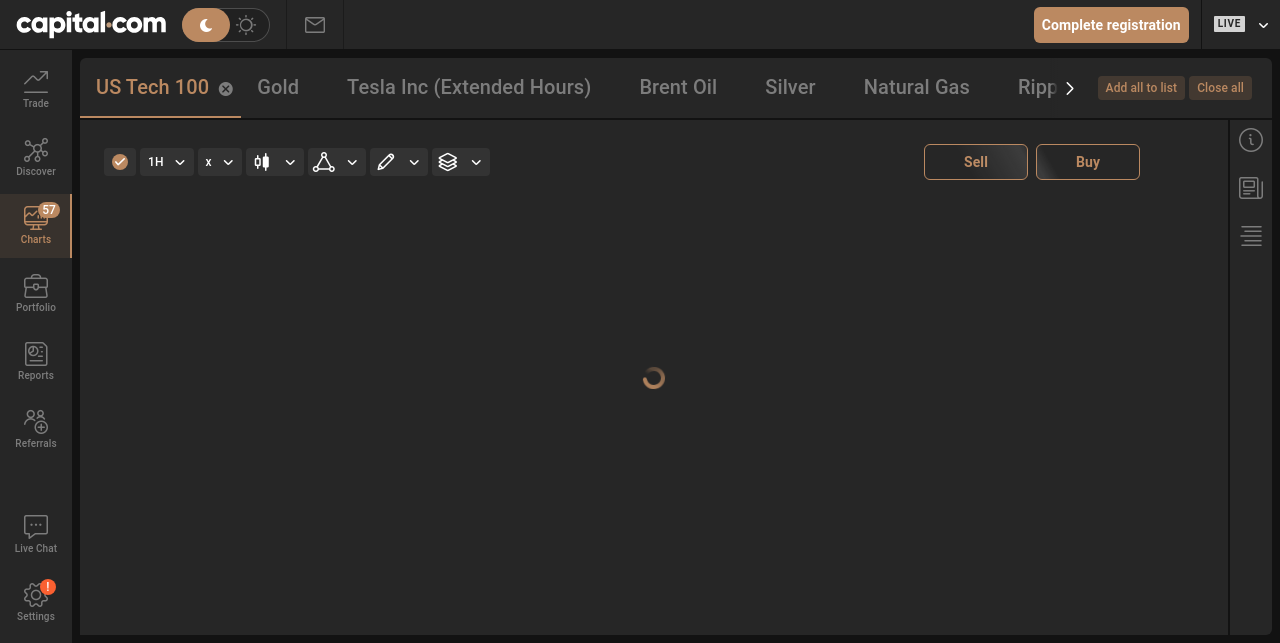 capital.com
Complete registration
LIVE
US Tech 100
Gold
Tesla Inc (Extended Hours)
Brent Oil
Silver
Natural Gas
Ripp
Add all to list
Close all
Trade
Discover
57
Charts
Portfolio
Reports
Referrals
Live Chat
!
Settings
1H
x
Sell
Buy